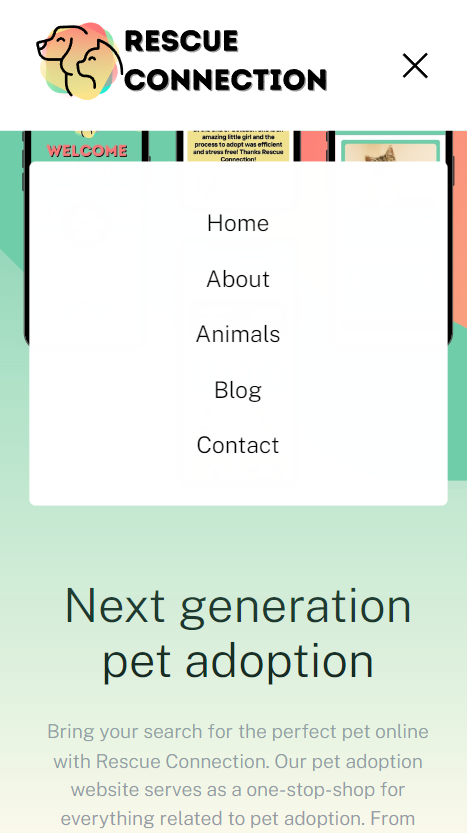 RESCUE
CONNECTION
WELCOME
amazing little girl and the
process to adopt was efficient
and stress free! Thanks Rescue
Connection!
Home
About
Animals
Blog
Contact
Next generation
pet adoption
Bring your search for the perfect pet online
with Rescue Connection. Our pet adoption
website serves as a one-stop-shop for
everything related to pet adoption. From